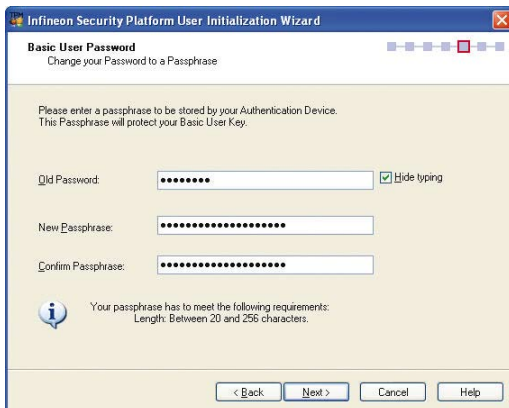 Infineon Security Platform User Initialization Wizard
Basic User Password
Change your Password to a Passphrase
Please enter a passphrase to be stored by your Authentication Device.
This Passphrase will protect your Basic User Key.
Old Password: ●●●●●●●● Hide typing
New Passphrase: ●●●●●●●●●●●●●●●●●●●●
Confirm Passphrase: ●●●●●●●●●●●●●●●●●●●●
Your passphrase has to meet the following requirements:
Length: Between 20 and 256 characters.
< Back Next > Cancel Help